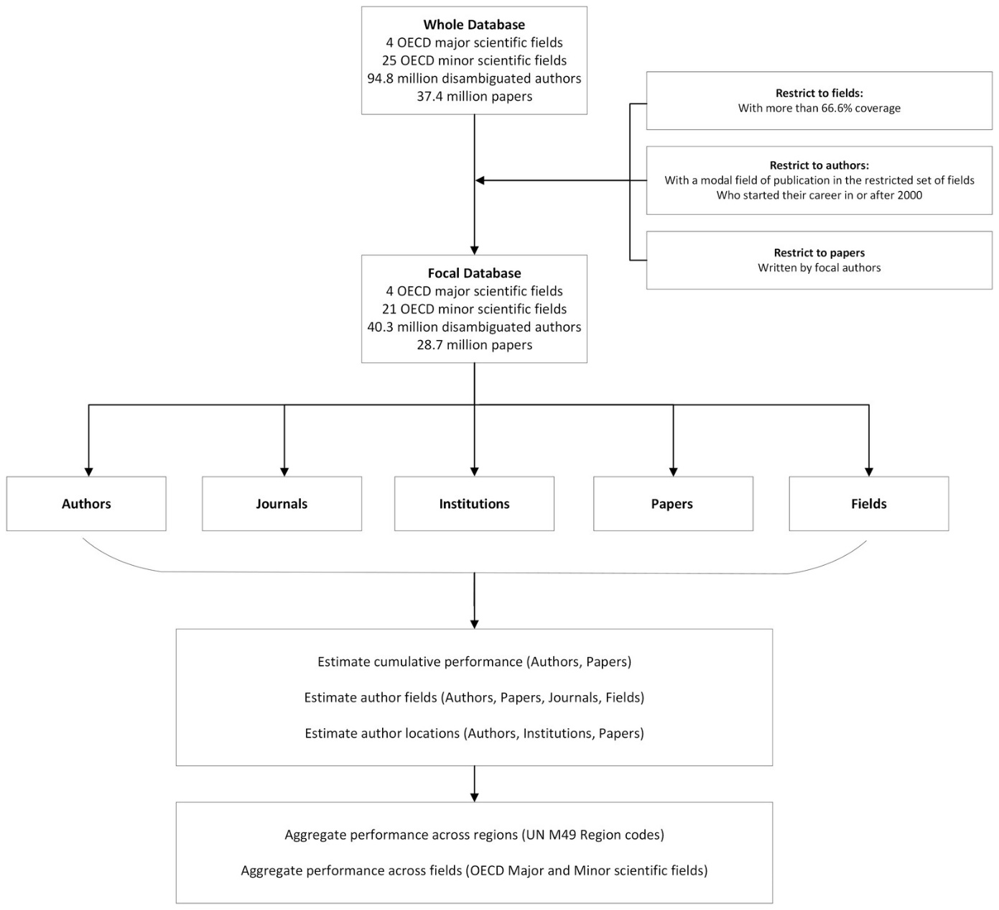 Whole Database
4 OECD major scientific fields
25 OECD minor scientific fields
94.8 million disambiguated authors
37.4 million papers
Restrict to fields:
With more than 66.6% coverage
Restrict to authors:
With a modal field of publication in the restricted set of fields
Who started their career in or after 2000
Restrict to papers
Written by focal authors
Focal Database
4 OECD major scientific fields
21 OECD minor scientific fields
40.3 million disambiguated authors
28.7 million papers
Authors
Journals
Institutions
Papers
Fields
Estimate cumulative performance (Authors, Papers)
Estimate author fields (Authors, Papers, Journals, Fields)
Estimate author locations (Authors, Institutions, Papers)
Aggregate performance across regions (UN M49 Region codes)
Aggregate performance across fields (OECD Major and Minor scientific fields)